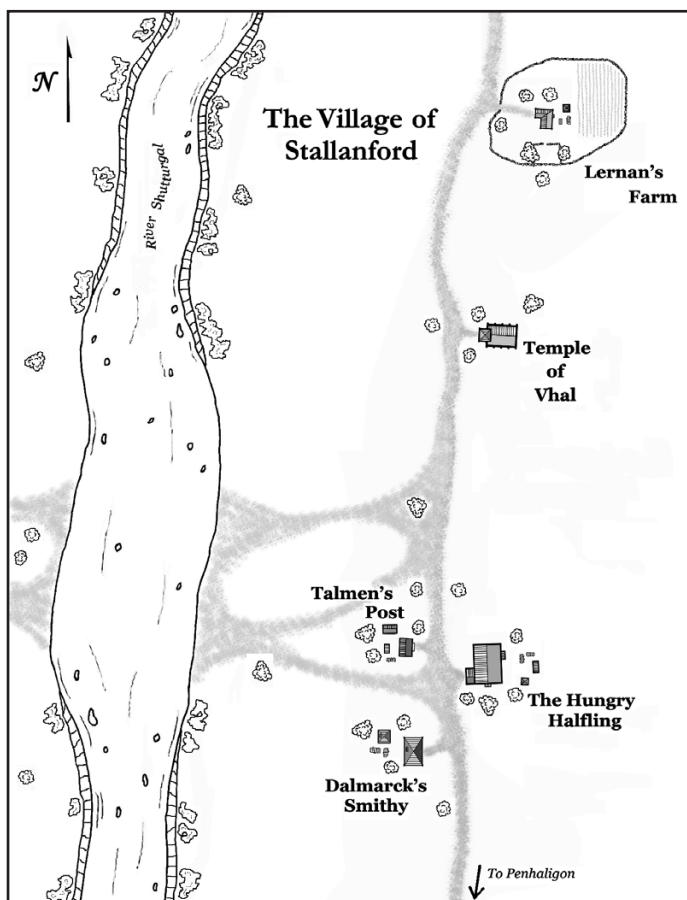 N
The Village of
Stallanford
River Shutturgal
Lernan's
Farm
Temple
of
Vhal
Talmen's
Post
The Hungry
Halfling
Dalmarck's
Smithy
To Penhaligon